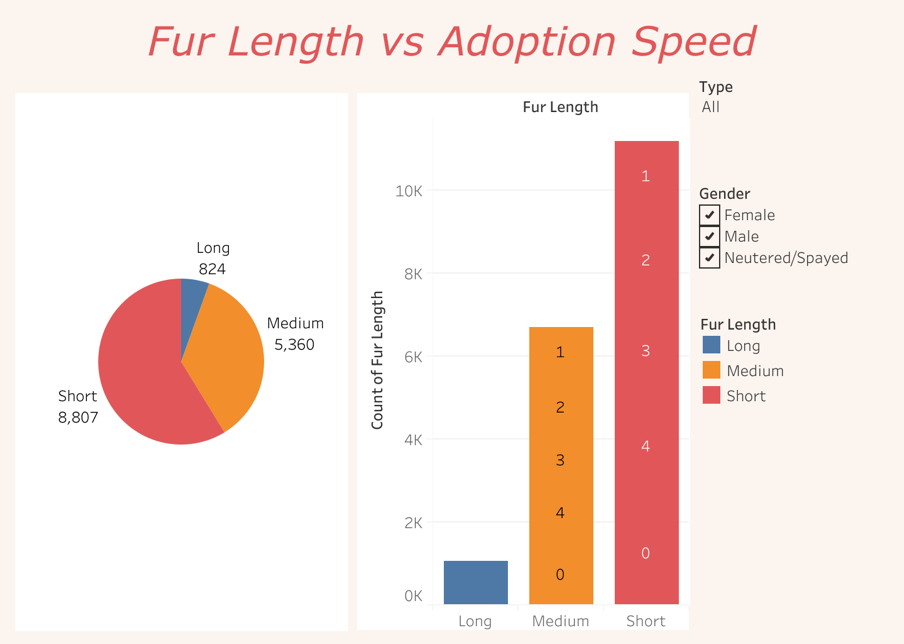 Fur Length vs Adoption Speed
Long
824
Medium
5,360
Short
8,807
Fur Length
Count of Fur Length
10K
8K
6K
4K
2K
0K
1
2
3
4
0
1
2
3
4
0
Long
Medium
Short
Type
All
Gender
Female
Male
Neutered/Spayed
Fur Length
Long
Medium
Short